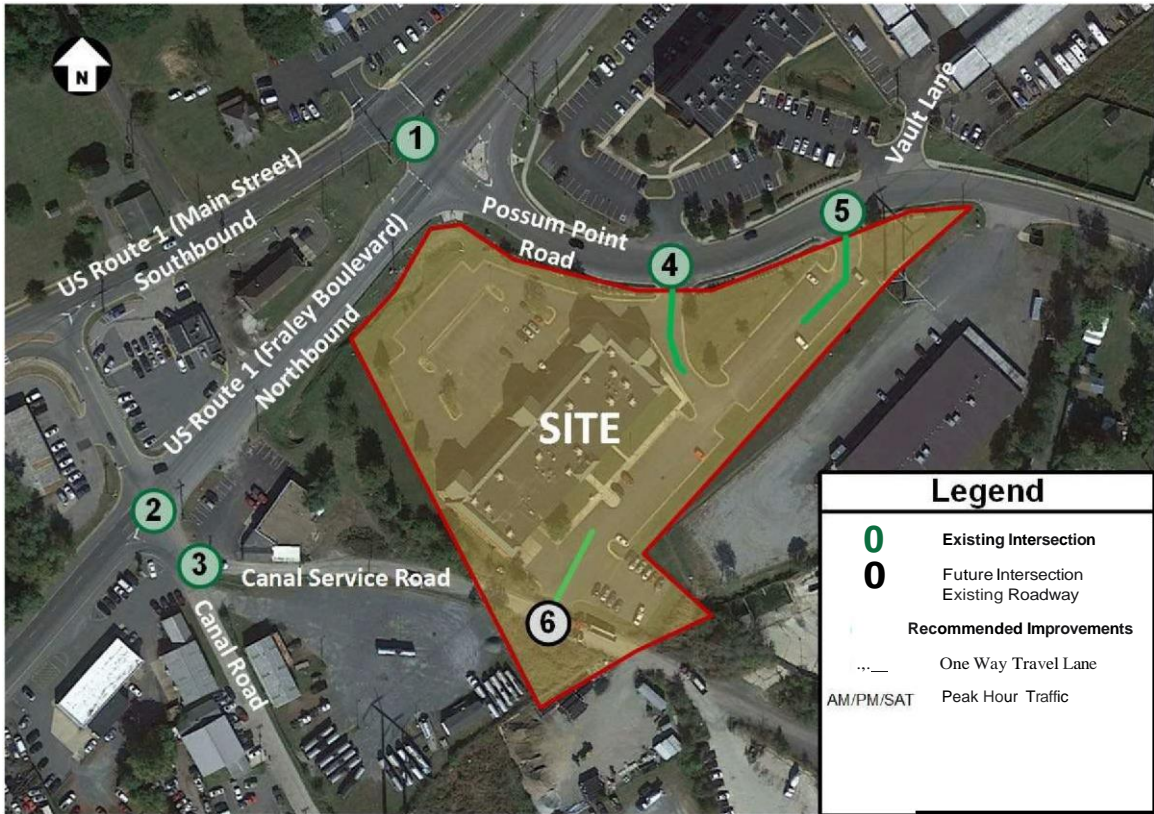 N
1
US Route 1 (Main Street)
Southbound
US Route 1 (Fraley Boulevard)
Northbound
Possum Point
Road
Vault Lane
5
4
SITE
2
3
Canal Service Road
Canal Road
6
Legend
0 Existing Intersection
0 Future Intersection
Existing Roadway
Recommended Improvements
.,.__ One Way Travel Lane
AM/PM/SAT Peak Hour Traffic